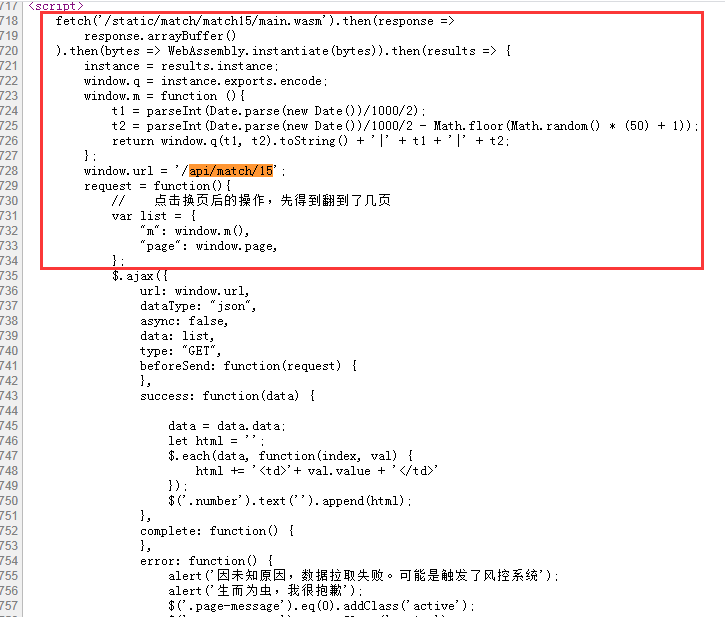 717 <script>
718 fetch('/static/match/match15/main.wasm').then(response =>
719 response.arrayBuffer()
720 ).then(bytes => WebAssembly.instantiate(bytes)).then(results => {
721 instance = results.instance;
722 window.q = instance.exports.encode;
723 window.m = function (){
724 t1 = parseInt(Date.parse(new Date())/1000/2);
725 t2 = parseInt(Date.parse(new Date())/1000/2 - Math.floor(Math.random() * (50) + 1));
726 return window.q(t1, t2).toString() + '|' + t1 + '|' + t2;
727 };
728 window.url = '/api/match/15';
729 request = function(){
730 // 点击换页后的操作，先得到翻到了几页
731 var list = {
732 "m": window.m(),
733 "page": window.page,
734 };
735 $.ajax({
736 url: window.url,
737 dataType: "json",
738 async: false,
739 data: list,
740 type: "GET",
741 beforeSend: function(request) {
742 },
743 success: function(data) {
744
745 data = data.data;
746 let html = '';
747 $.each(data, function(index, val) {
748 html += '<td>'+ val.value + '</td>'
749 });
750 $('.number').text('').append(html);
751 },
752 complete: function() {
753 },
754 error: function() {
755 alert('因未知原因，数据拉取失败。可能是触发了风控系统');
756 alert('生而为虫，我很抱歉');
757 $('.page-message').eq(0).addClass('active');